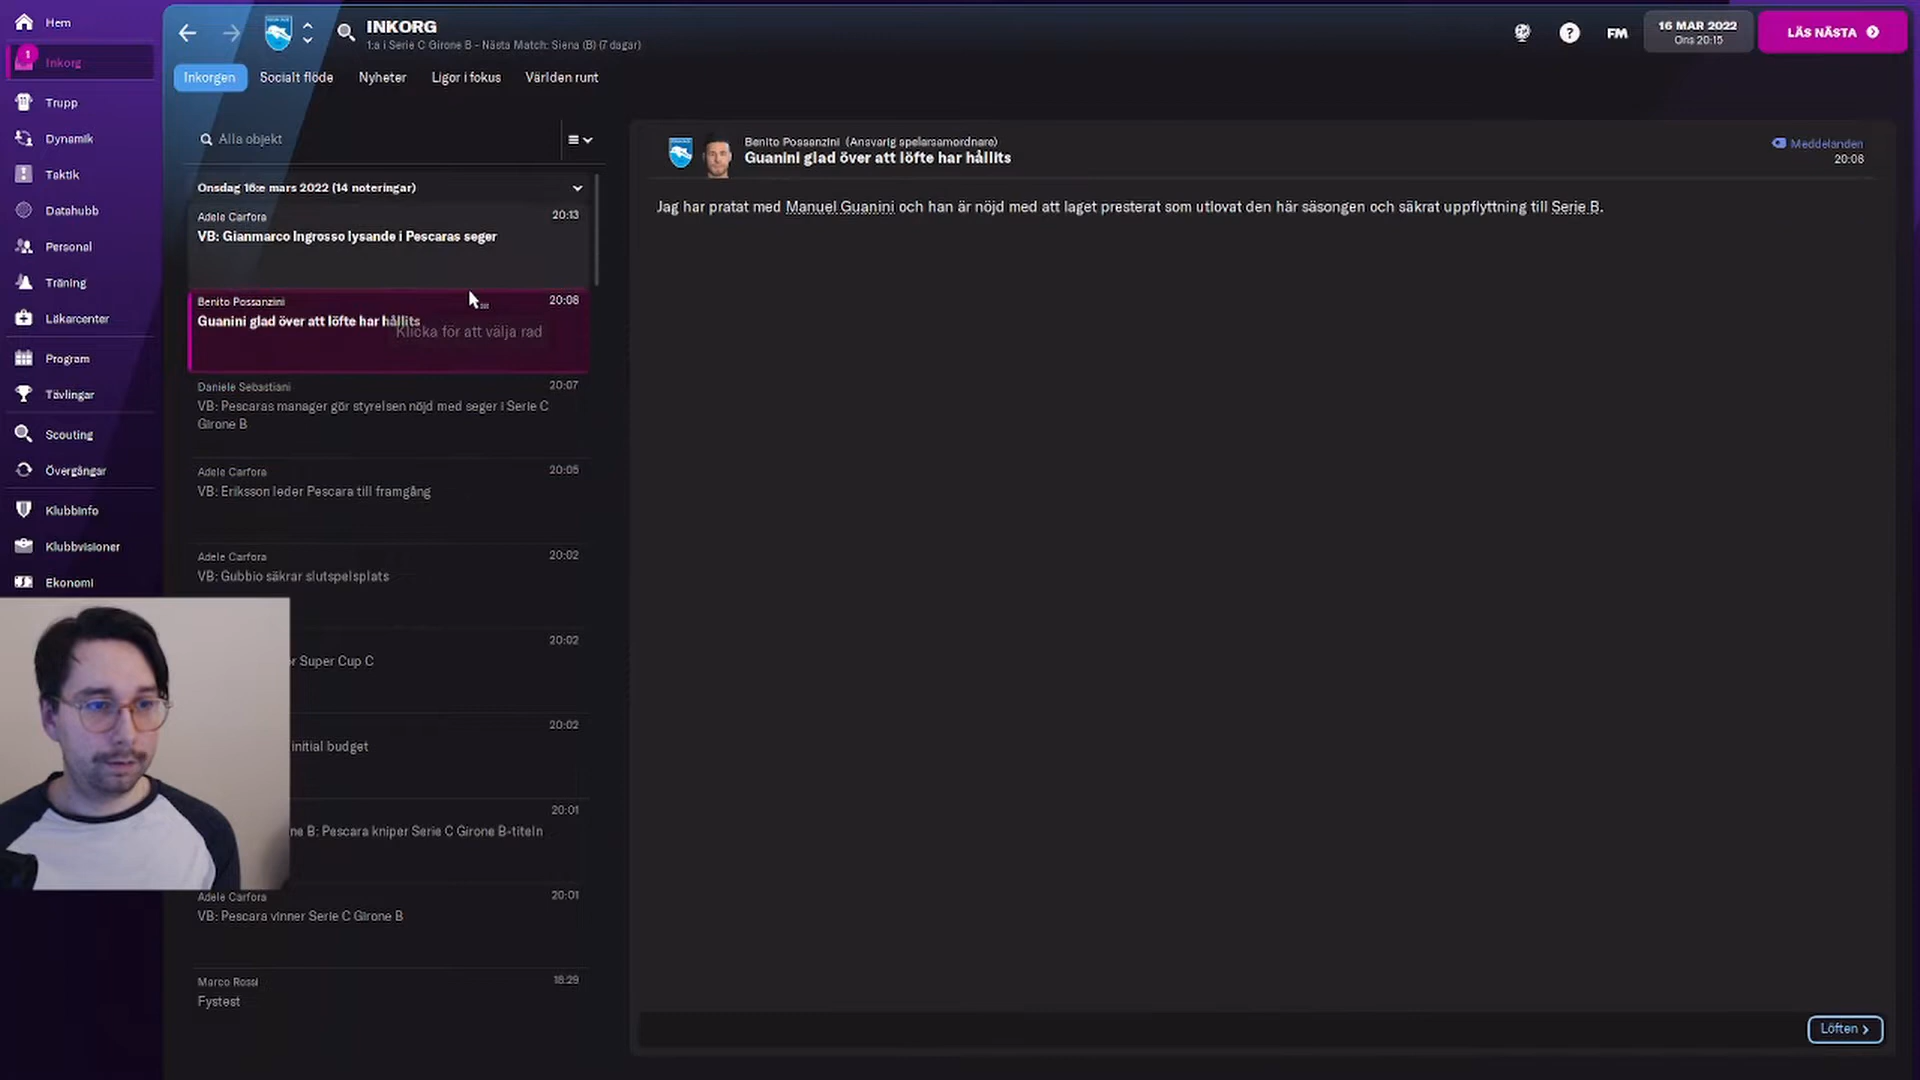 Hem
1
Inkorg
Trupp
Dynamik
Taktik
Datahubb
Personal
Träning
Läkarcenter
Program
Tävlingar
Scouting
Övergångar
Klubbinfo
Klubbvisioner
Ekonomi
INKORG
1:a i Serie C Girone B - Nästa Match: Siena (B) (7 dagar)
?
FM
16 MAR 2022
Ons 20:15
LÄS NÄSTA
Inkorgen
Socialt flöde
Nyheter
Ligor i fokus
Världen runt
Alla objekt
Onsdag 16:e mars 2022 (14 noteringar)
Adele Carfora 20:13
VB: Gianmarco Ingrosso lysande i Pescaras seger
Benito Possanzini 20:08
Guanini glad över att löfte har hållits
Klicka för att välja rad
Daniele Sebastiani 20:07
VB: Pescaras manager gör styrelsen nöjd med seger i Serie C
Girone B
Adele Carfora 20:05
VB: Eriksson leder Pescara till framgång
Adele Carfora 20:02
VB: Gubbio säkrar slutspelsplats
20:02
Super Cup C
20:02
initial budget
20:01
B: Pescara kniper Serie C Girone B-titeln
Adele Carfora 20:01
VB: Pescara vinner Serie C Girone B
Marco Rossi 18:29
Fystest
Benito Possanzini (Ansvarig spelarsamordnare)
Guanini glad över att löfte har hållits
Meddelanden
20:08
Jag har pratat med Manuel Guanini och han är nöjd med att laget presterat som utlovat den här säsongen och säkrat uppflyttning till Serie B.
Löften